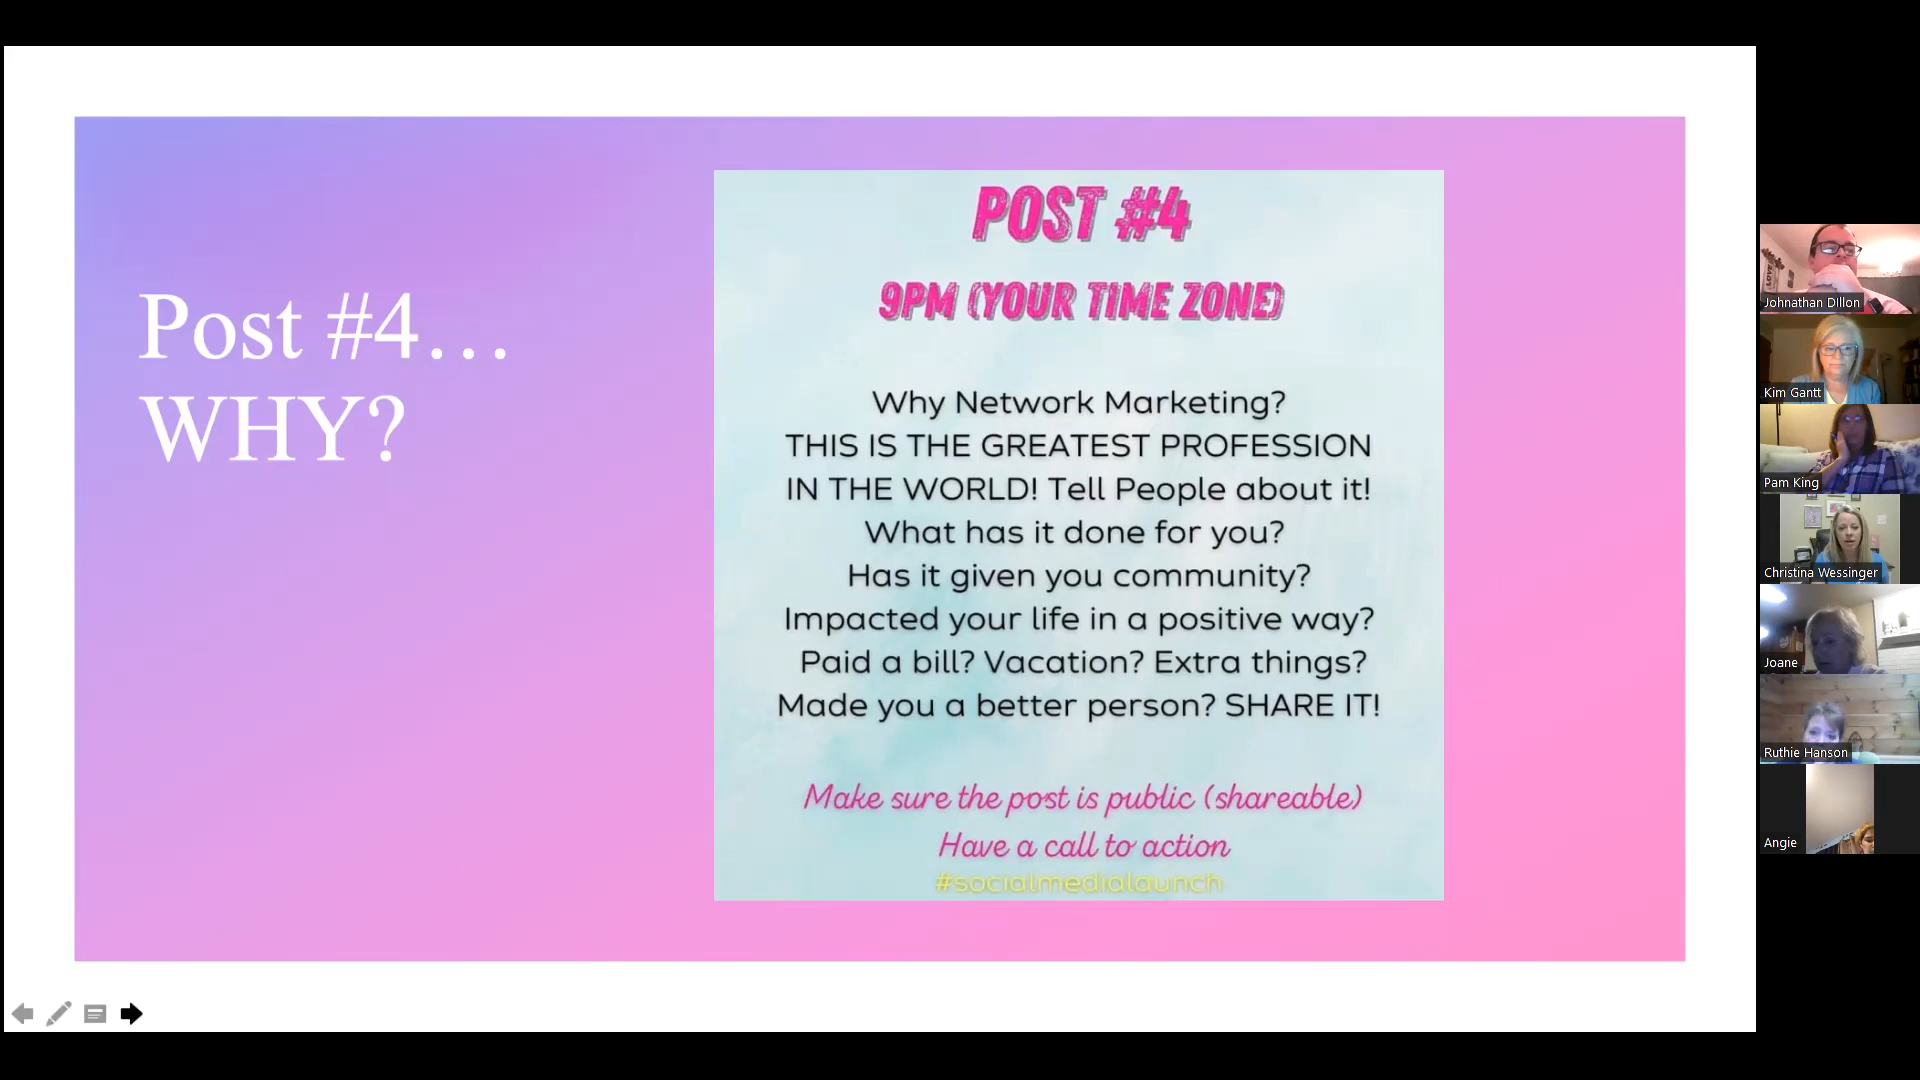 Post #4...
WHY?
POST #4
9PM (YOUR TIME ZONE)
Why Network Marketing?
THIS IS THE GREATEST PROFESSION
IN THE WORLD! Tell People about it!
What has it done for you?
Has it given you community?
Impacted your life in a positive way?
Paid a bill? Vacation? Extra things?
Made you a better person? SHARE IT!
Make sure the post is public (shareable)
Have a call to action
#socialmedialaunch
Johnathan DIllon
Kim Gantt
Pam King
Christina Wessinger
Joane
Ruthie Hanson
Angie